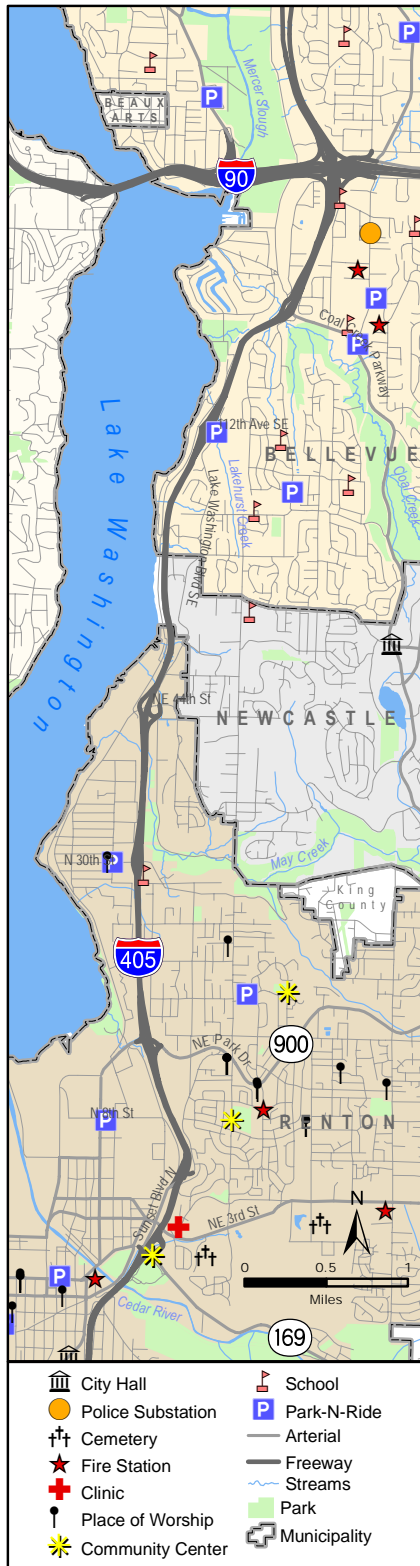 P
Mercer Slough
P
BEAUX
ARTS
90
P
Coal Creek Parkway
P
112th Ave SE
P
BELLEVUE
Lakehurst Creek
P
Coal Creek
Lake Washington Blvd SE
Lake Washington
NE 44th St
NEWCASTLE
May Creek
N 30th
P
King
County
405
P
900
NE Park Dr
N 8th St
P
RENTON
Sunset Blvd N
NE 3rd St
N
0 0.5 1
Miles
P
Cedar River
169
City Hall
Police Substation
Cemetery
Fire Station
Clinic
Place of Worship
Community Center
School
P Park-N-Ride
Arterial
Freeway
Streams
Park
Municipality